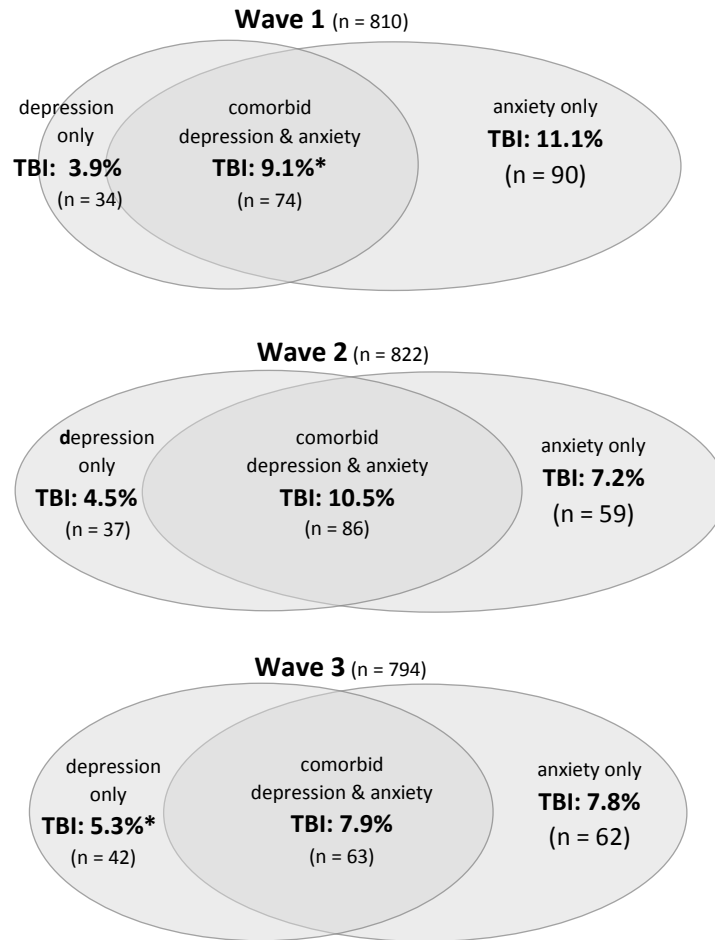 Wave 1 (n = 810)
depression
only
TBI: 3.9%
(n = 34)
comorbid
depression & anxiety
TBI: 9.1%*
(n = 74)
anxiety only
TBI: 11.1%
(n = 90)
Wave 2 (n = 822)
depression
only
TBI: 4.5%
(n = 37)
comorbid
depression & anxiety
TBI: 10.5%
(n = 86)
anxiety only
TBI: 7.2%
(n = 59)
Wave 3 (n = 794)
depression
only
TBI: 5.3%*
(n = 42)
comorbid
depression & anxiety
TBI: 7.9%
(n = 63)
anxiety only
TBI: 7.8%
(n = 62)